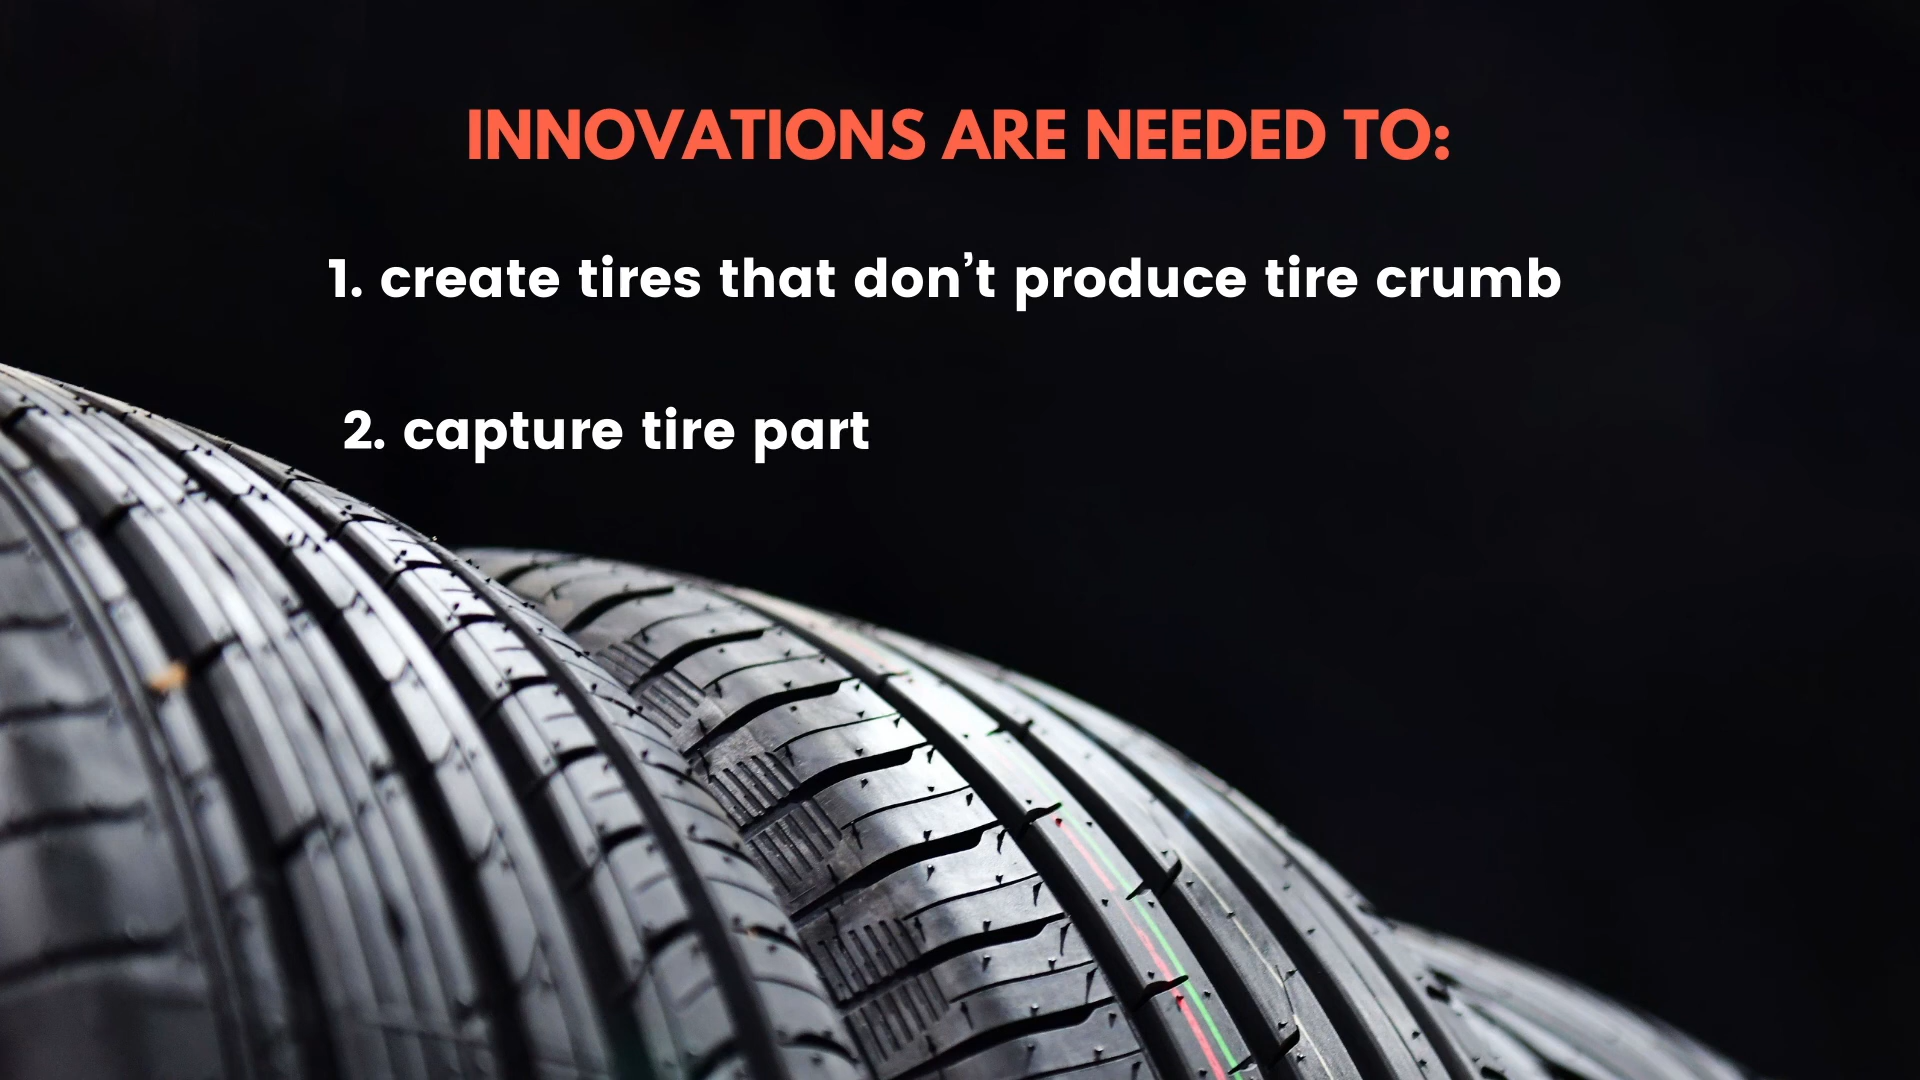 INNOVATIONS ARE NEEDED TO:
1. create tires that don’t produce tire crumb
2. capture tire part